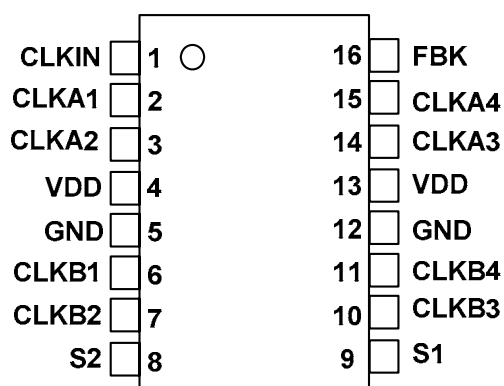 CLKIN 1 16 FBK
CLKA1 2 15 CLKA4
CLKA2 3 14 CLKA3
VDD 4 13 VDD
GND 5 12 GND
CLKB1 6 11 CLKB4
CLKB2 7 10 CLKB3
S2 8 9 S1